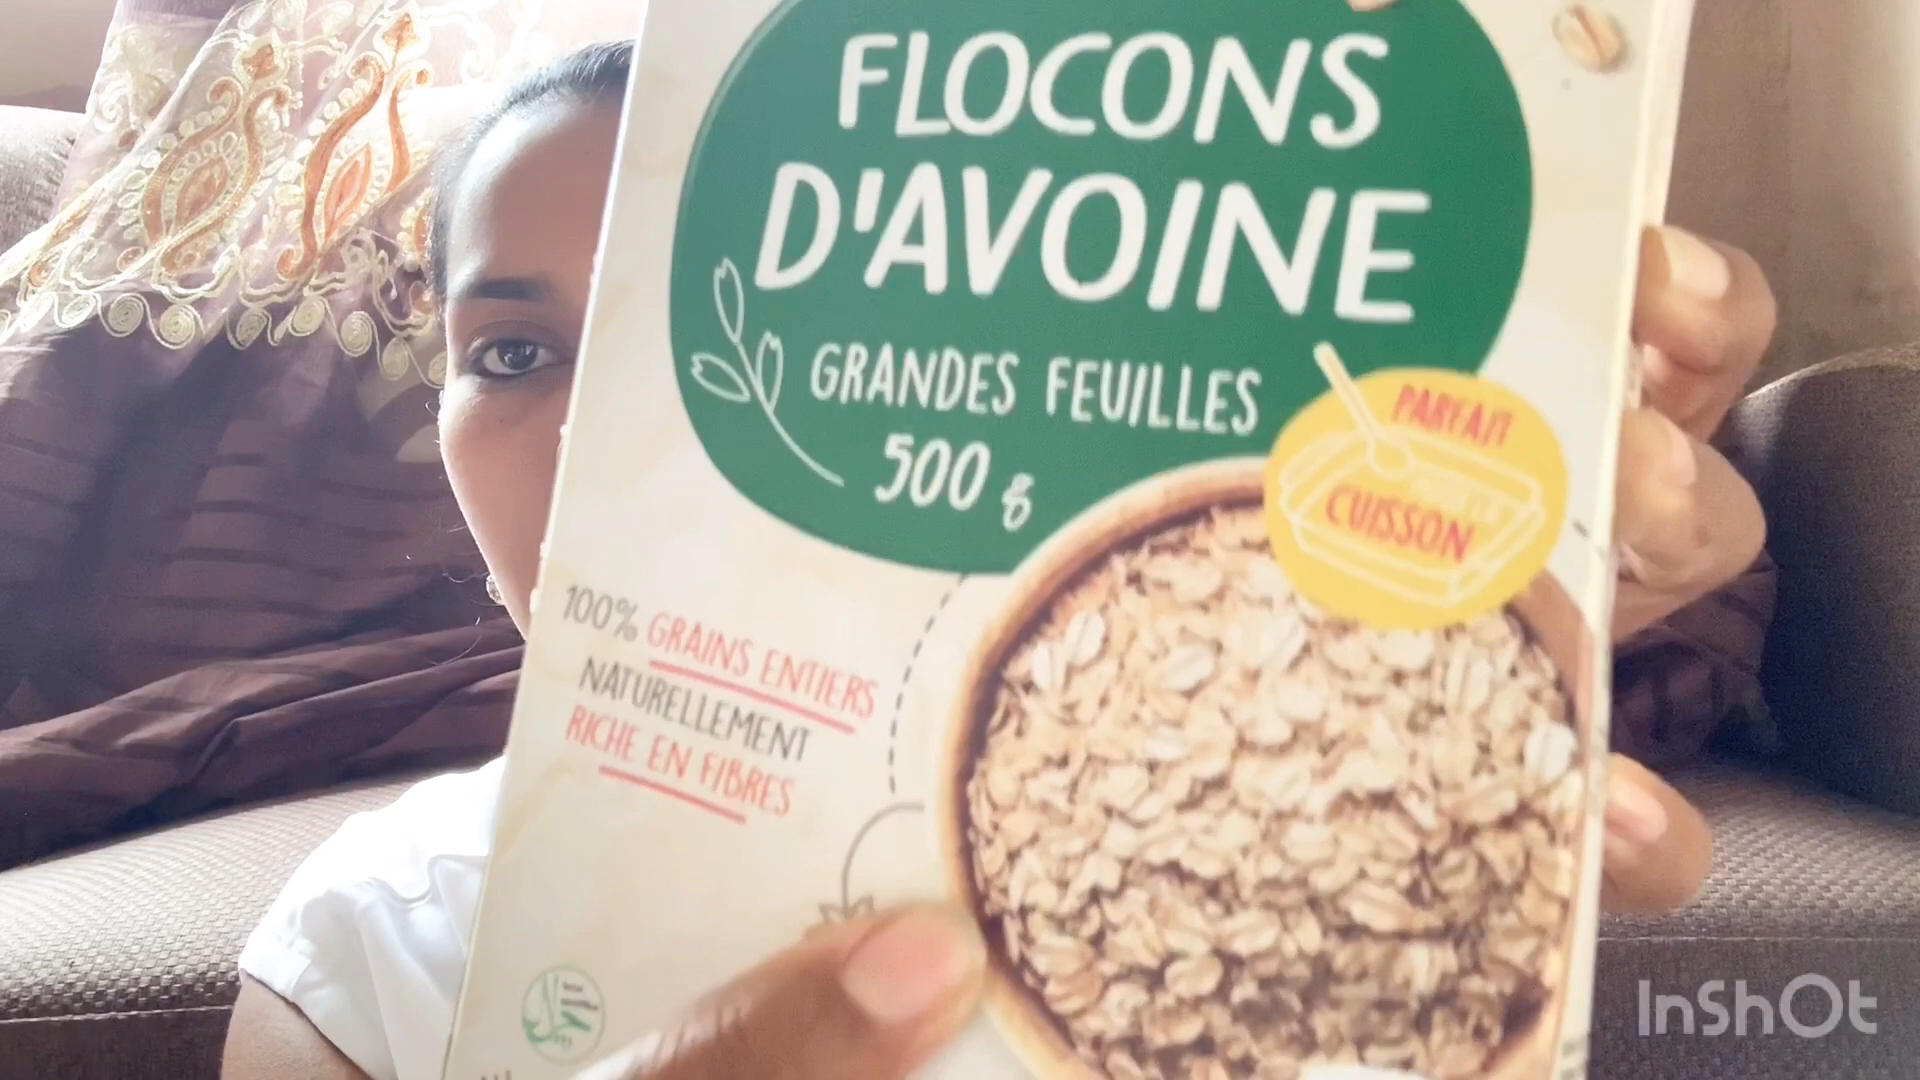 FLOCONS
D'AVOINE
GRANDES FEUILLES
500 g
PARFAIT
CUISSON
100% GRAINS ENTIERS
NATURELLEMENT
RICHE EN FIBRES
InShOt